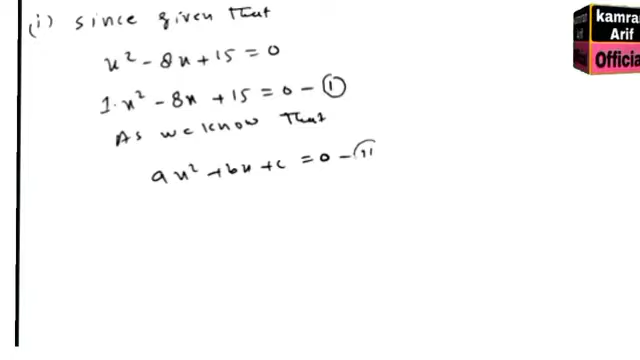 (i) since given that
x² - 8x + 15 = 0
1·x² - 8x + 15 = 0 - (i)
As we know that
ax² + bx + c = 0 - (ii
kamran
Arif
Official